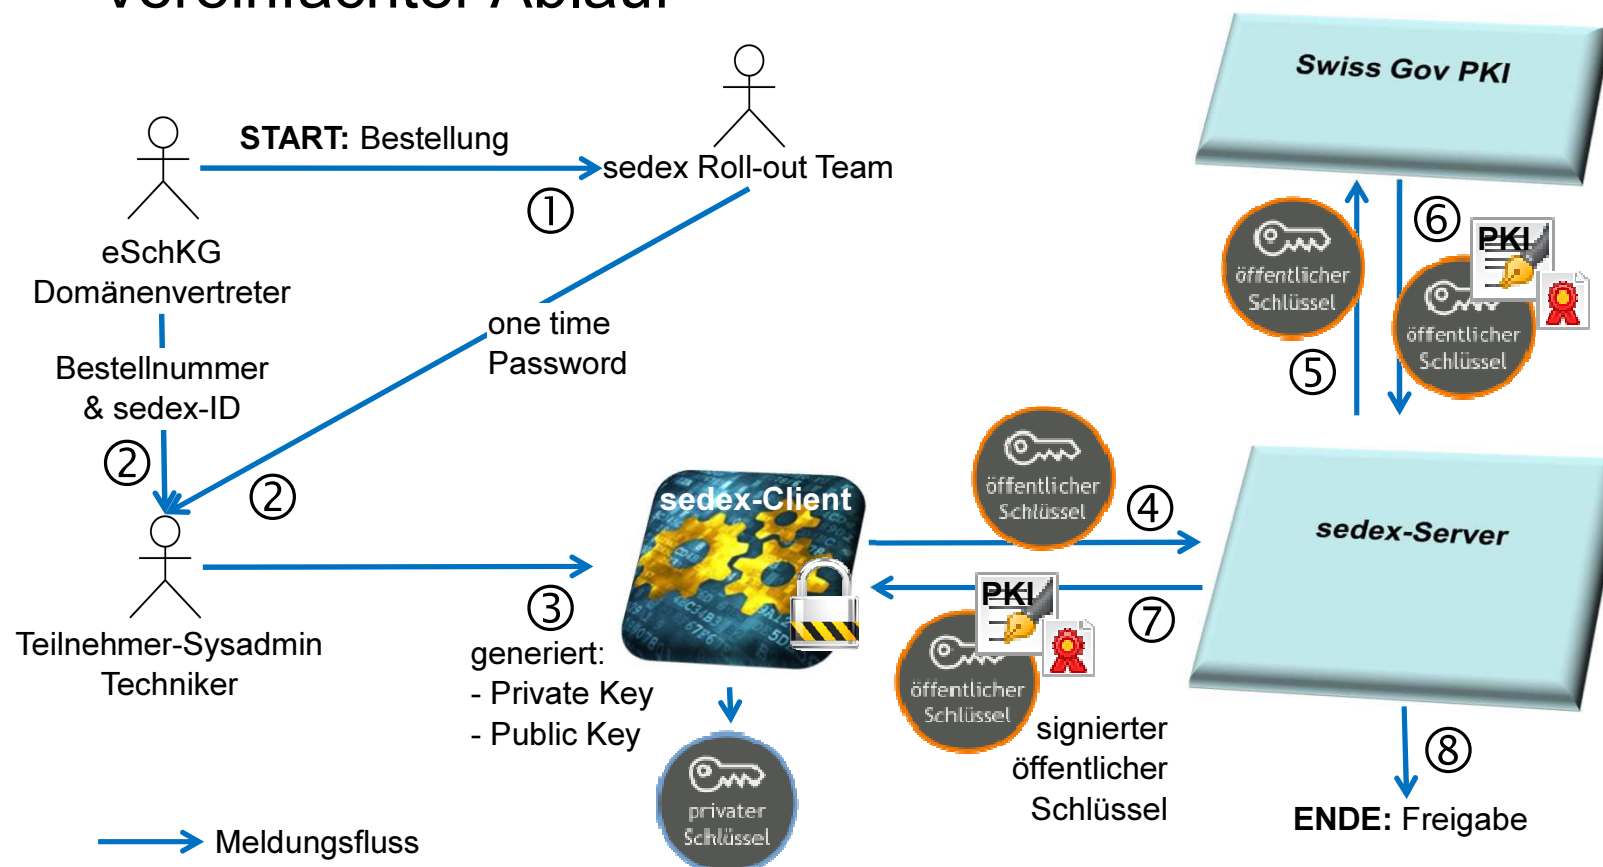 Vereinfachter Ablauf
Swiss Gov PKI
START: Bestellung
sedex Roll-out Team
①
eSchKG
Domänenvertreter
⑥
PKI
öffentlicher
Schlüssel
öffentlicher
Schlüssel
⑤
one time
Password
Bestellnummer
& sedex-ID
②
②
sedex-Client
öffentlicher
Schlüssel
④
sedex-Server
③
PKI
⑦
Teilnehmer-Sysadmin
Techniker
generiert:
- Private Key
- Public Key
öffentlicher
Schlüssel
signierter
öffentlicher
Schlüssel
⑧
privater
Schlüssel
ENDE: Freigabe
Meldungsfluss